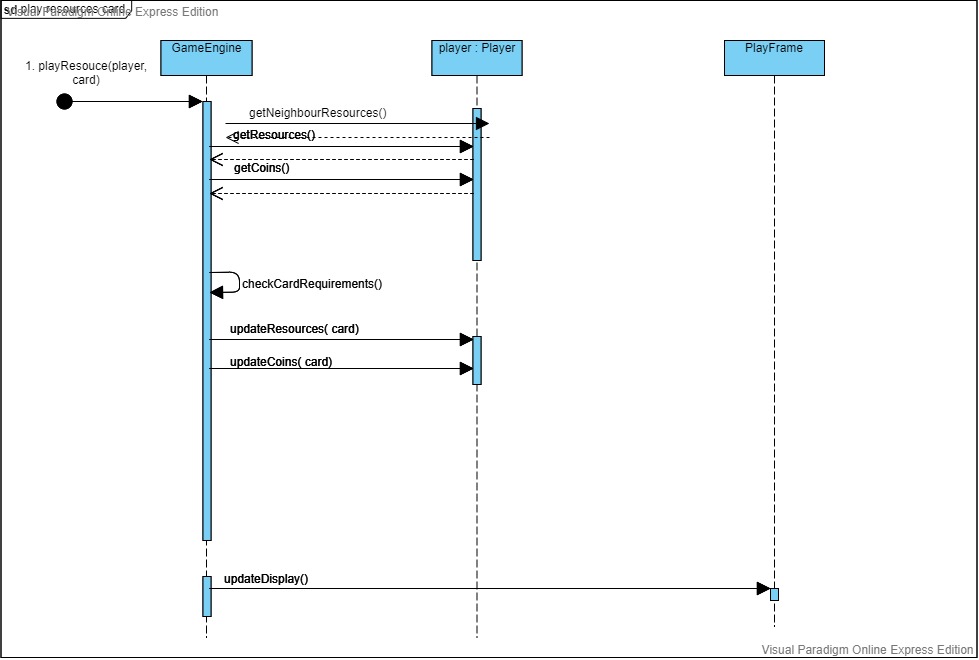 sd play resources card
Visual Paradigm Online Express Edition
GameEngine
player : Player
PlayFrame
1. playResouce(player,
card)
getNeighbourResources()
getResources()
getCoins()
checkCardRequirements()
updateResources( card)
updateCoins( card)
updateDisplay()
Visual Paradigm Online Express Edition